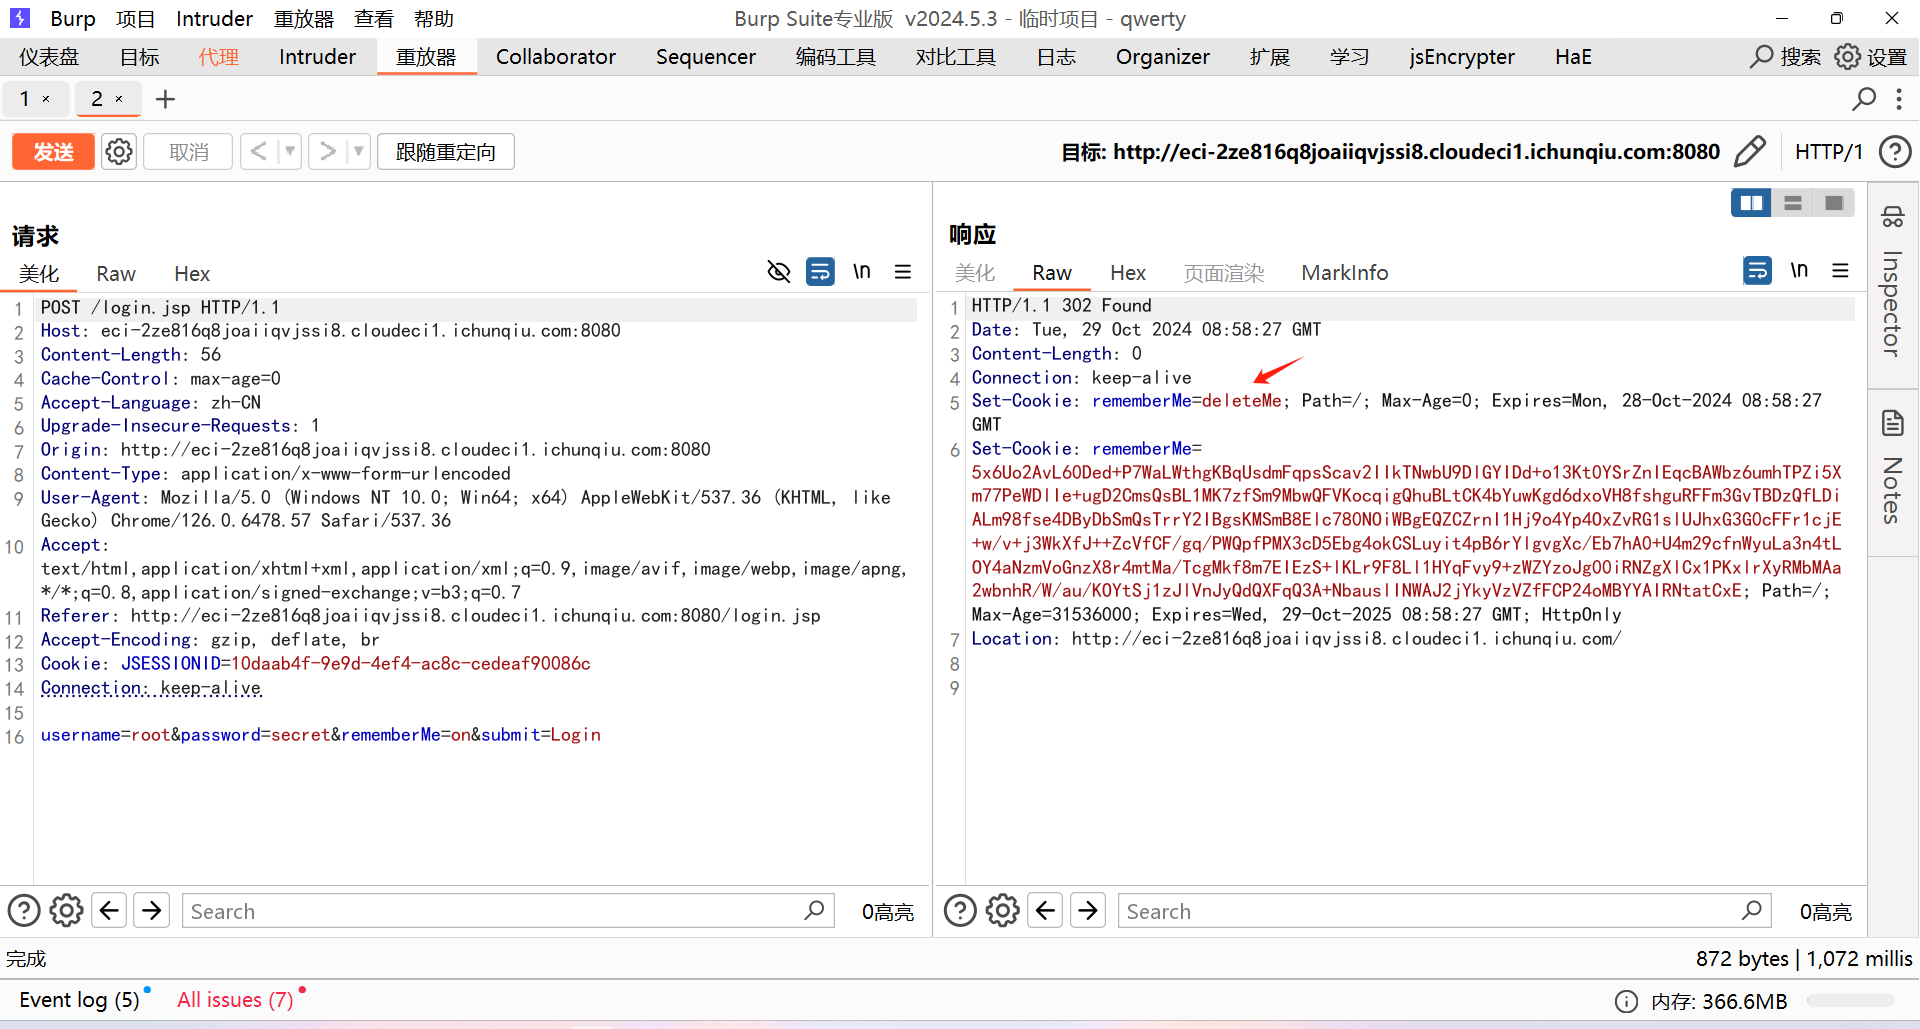 Burp 项目 Intruder 重放器 查看 帮助
Burp Suite专业版 v2024.5.3 - 临时项目 - qwerty
仪表盘 目标 代理 Intruder 重放器 Collaborator Sequencer 编码工具 对比工具 日志 Organizer 扩展 学习 jsEncrypter HaE 搜索 设置
1 × 2 × +
发送 取消 < > 跟随重定向
目标: http://eci-2ze816q8joaiiqvjssi8.cloudeci1.ichunqiu.com:8080 HTTP/1
请求
美化 Raw Hex \n
1 POST /login.jsp HTTP/1.1
2 Host: eci-2ze816q8joaiiqvjssi8.cloudeci1.ichunqiu.com:8080
3 Content-Length: 56
4 Cache-Control: max-age=0
5 Accept-Language: zh-CN
6 Upgrade-Insecure-Requests: 1
7 Origin: http://eci-2ze816q8joaiiqvjssi8.cloudeci1.ichunqiu.com:8080
8 Content-Type: application/x-www-form-urlencoded
9 User-Agent: Mozilla/5.0 (Windows NT 10.0; Win64; x64) AppleWebKit/537.36 (KHTML, like
Gecko) Chrome/126.0.6478.57 Safari/537.36
10 Accept:
text/html,application/xhtml+xml,application/xml;q=0.9,image/avif,image/webp,image/apng,
*/*;q=0.8,application/signed-exchange;v=b3;q=0.7
11 Referer: http://eci-2ze816q8joaiiqvjssi8.cloudeci1.ichunqiu.com:8080/login.jsp
12 Accept-Encoding: gzip, deflate, br
13 Cookie: JSESSIONID=10daab4f-9e9d-4ef4-ac8c-cedeaf90086c
14 Connection: keep-alive
15
16 username=root&password=secret&rememberMe=on&submit=Login
响应
美化 Raw Hex 页面渲染 MarkInfo \n
1 HTTP/1.1 302 Found
2 Date: Tue, 29 Oct 2024 08:58:27 GMT
3 Content-Length: 0
4 Connection: keep-alive
5 Set-Cookie: rememberMe=deleteMe; Path=/; Max-Age=0; Expires=Mon, 28-Oct-2024 08:58:27
GMT
6 Set-Cookie: rememberMe=
5x6Uo2AvL6ODed+P7WaLWthgKBqUsdmFqpsScav2IIkTNwbU9DIGYIDd+o13KtOYSrZnIEqcBAWbz6umhTPZi5X
m77PeWDIIe+ugD2CmsQsBL1MK7zfSm9MbwQFVKocqigQhuBLtCK4bYuwKgd6dxoVH8fshguRFFm3GvTBDzQfLDi
ALm98fse4DByDbSmQsTrrY2IBgsKMSmB8EIc780NOiWBgEQZCZrnI1Hj9o4Yp4OxZvRG1sIUJhxG3G0cFFr1cjE
+w/v+j3WkXfJ++ZcVfCF/gq/PWQpfPMX3cD5Ebg4okCSLuyit4pB6rYIgvgXc/Eb7hAO+U4m29cfnWyuLa3n4tL
OY4aNzmVoGnzX8r4mtMa/TcgMkf8m7EIEzS+IKLr9F8LI1HYqFvy9+zWZYzoJgO0iRNZgXICx1PKxIrXyRMbMAa
2wbnhR/W/au/KOYtSj1zJIVnJyQdQXFqQ3A+NbausIINWAJ2jYkyVzVZfFCP24oMBYYAIRNtatCxE; Path=/;
Max-Age=31536000; Expires=Wed, 29-Oct-2025 08:58:27 GMT; HttpOnly
7 Location: http://eci-2ze816q8joaiiqvjssi8.cloudeci1.ichunqiu.com/
8
9
Inspector
Notes
Search 0高亮
Search 0高亮
完成
872 bytes | 1,072 millis
Event log (5) All issues (7)
内存: 366.6MB